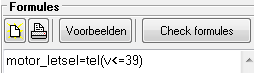 Formules
Voorbeelden Check formules
motor_letsel=tel(v<=39)